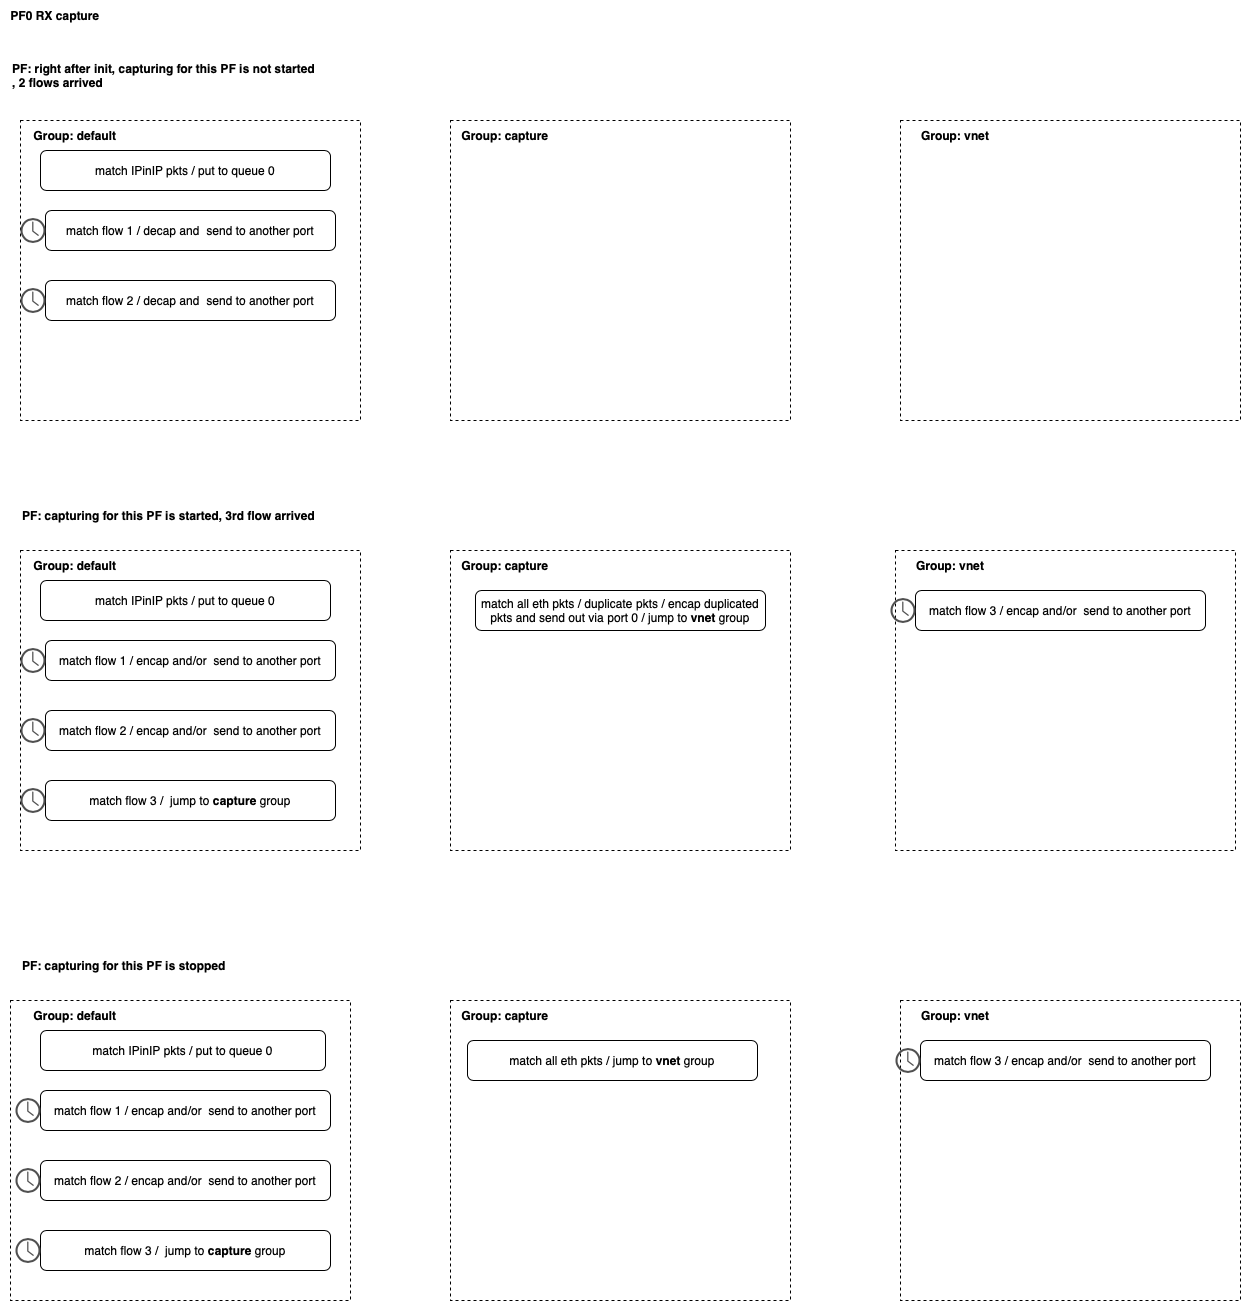 PF0 RX capture
PF: right after init, capturing for this PF is not started
, 2 flows arrived
Group: default
match IPinIP pkts / put to queue 0
match flow 1 / decap and  send to another port
match flow 2 / decap and  send to another port
Group: capture
Group: vnet
PF: capturing for this PF is started, 3rd flow arrived
Group: default
match IPinIP pkts / put to queue 0
match flow 1 / encap and/or  send to another port
match flow 2 / encap and/or  send to another port
match flow 3 /  jump to capture group
Group: capture
match all eth pkts / duplicate pkts / encap duplicated
pkts and send out via port 0 / jump to vnet group
Group: vnet
match flow 3 / encap and/or  send to another port
PF: capturing for this PF is stopped
Group: default
match IPinIP pkts / put to queue 0
match flow 1 / encap and/or  send to another port
match flow 2 / encap and/or  send to another port
match flow 3 /  jump to capture group
Group: capture
match all eth pkts / jump to vnet group
Group: vnet
match flow 3 / encap and/or  send to another port